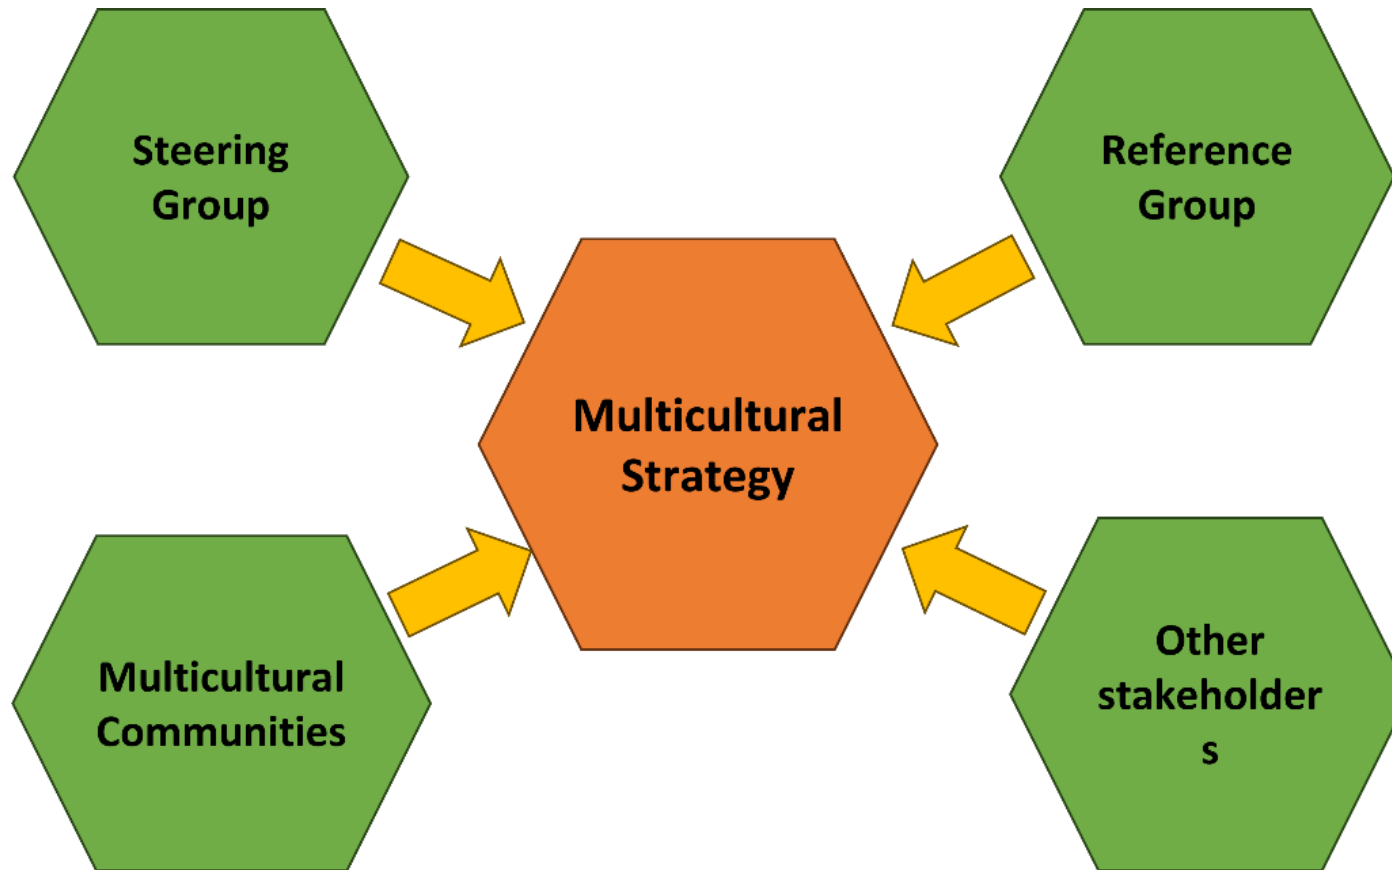 Steering
Group
Reference
Group
Multicultural
Strategy
Multicultural
Communities
Other
stakeholder
s